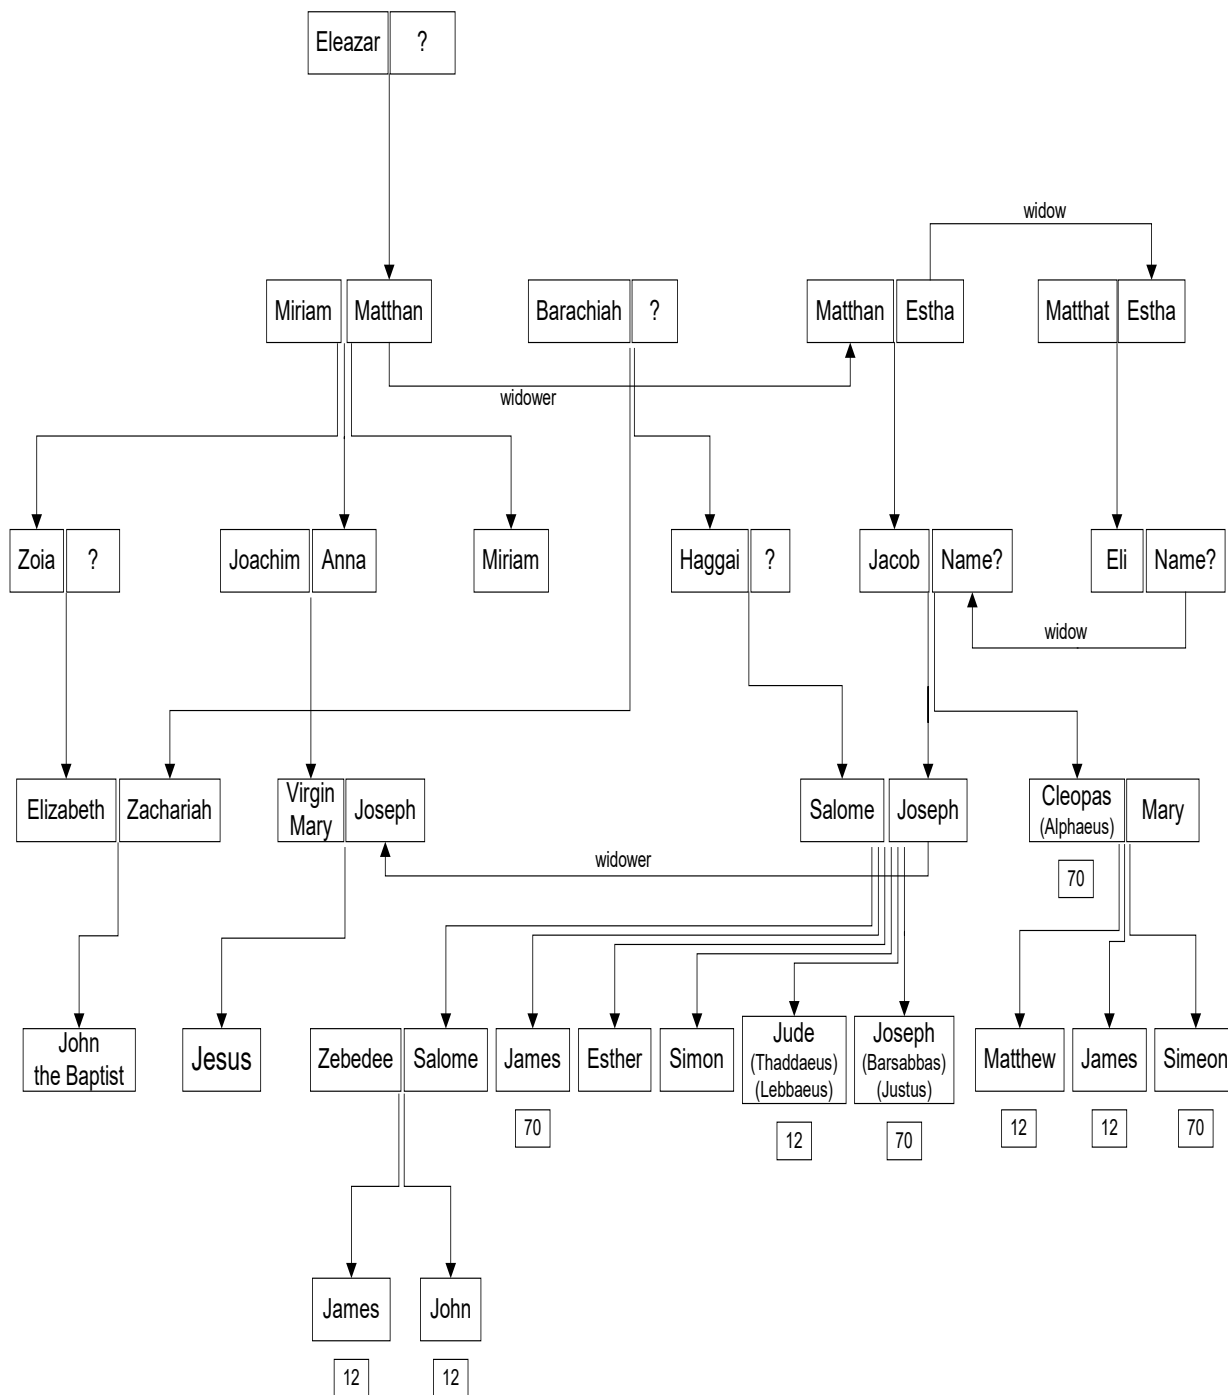 Eleazar ?
widow
Miriam Matthan Barachiah ? Matthan Estha Matthat Estha
widower
Zoia ? Joachim Anna Miriam Haggai ? Jacob Name? Eli Name?
widow
Elizabeth Zachariah Virgin Mary Joseph Salome Joseph Cleopas (Alphaeus) Mary
widower
70
John the Baptist
Jesus
Zebedee Salome James Esther Simon
Jude
(Thaddaeus)
(Lebbaeus)
Joseph
(Barsabbas)
(Justus)
Matthew James Simeon
70 12 70 12 12 70
James John
12 12